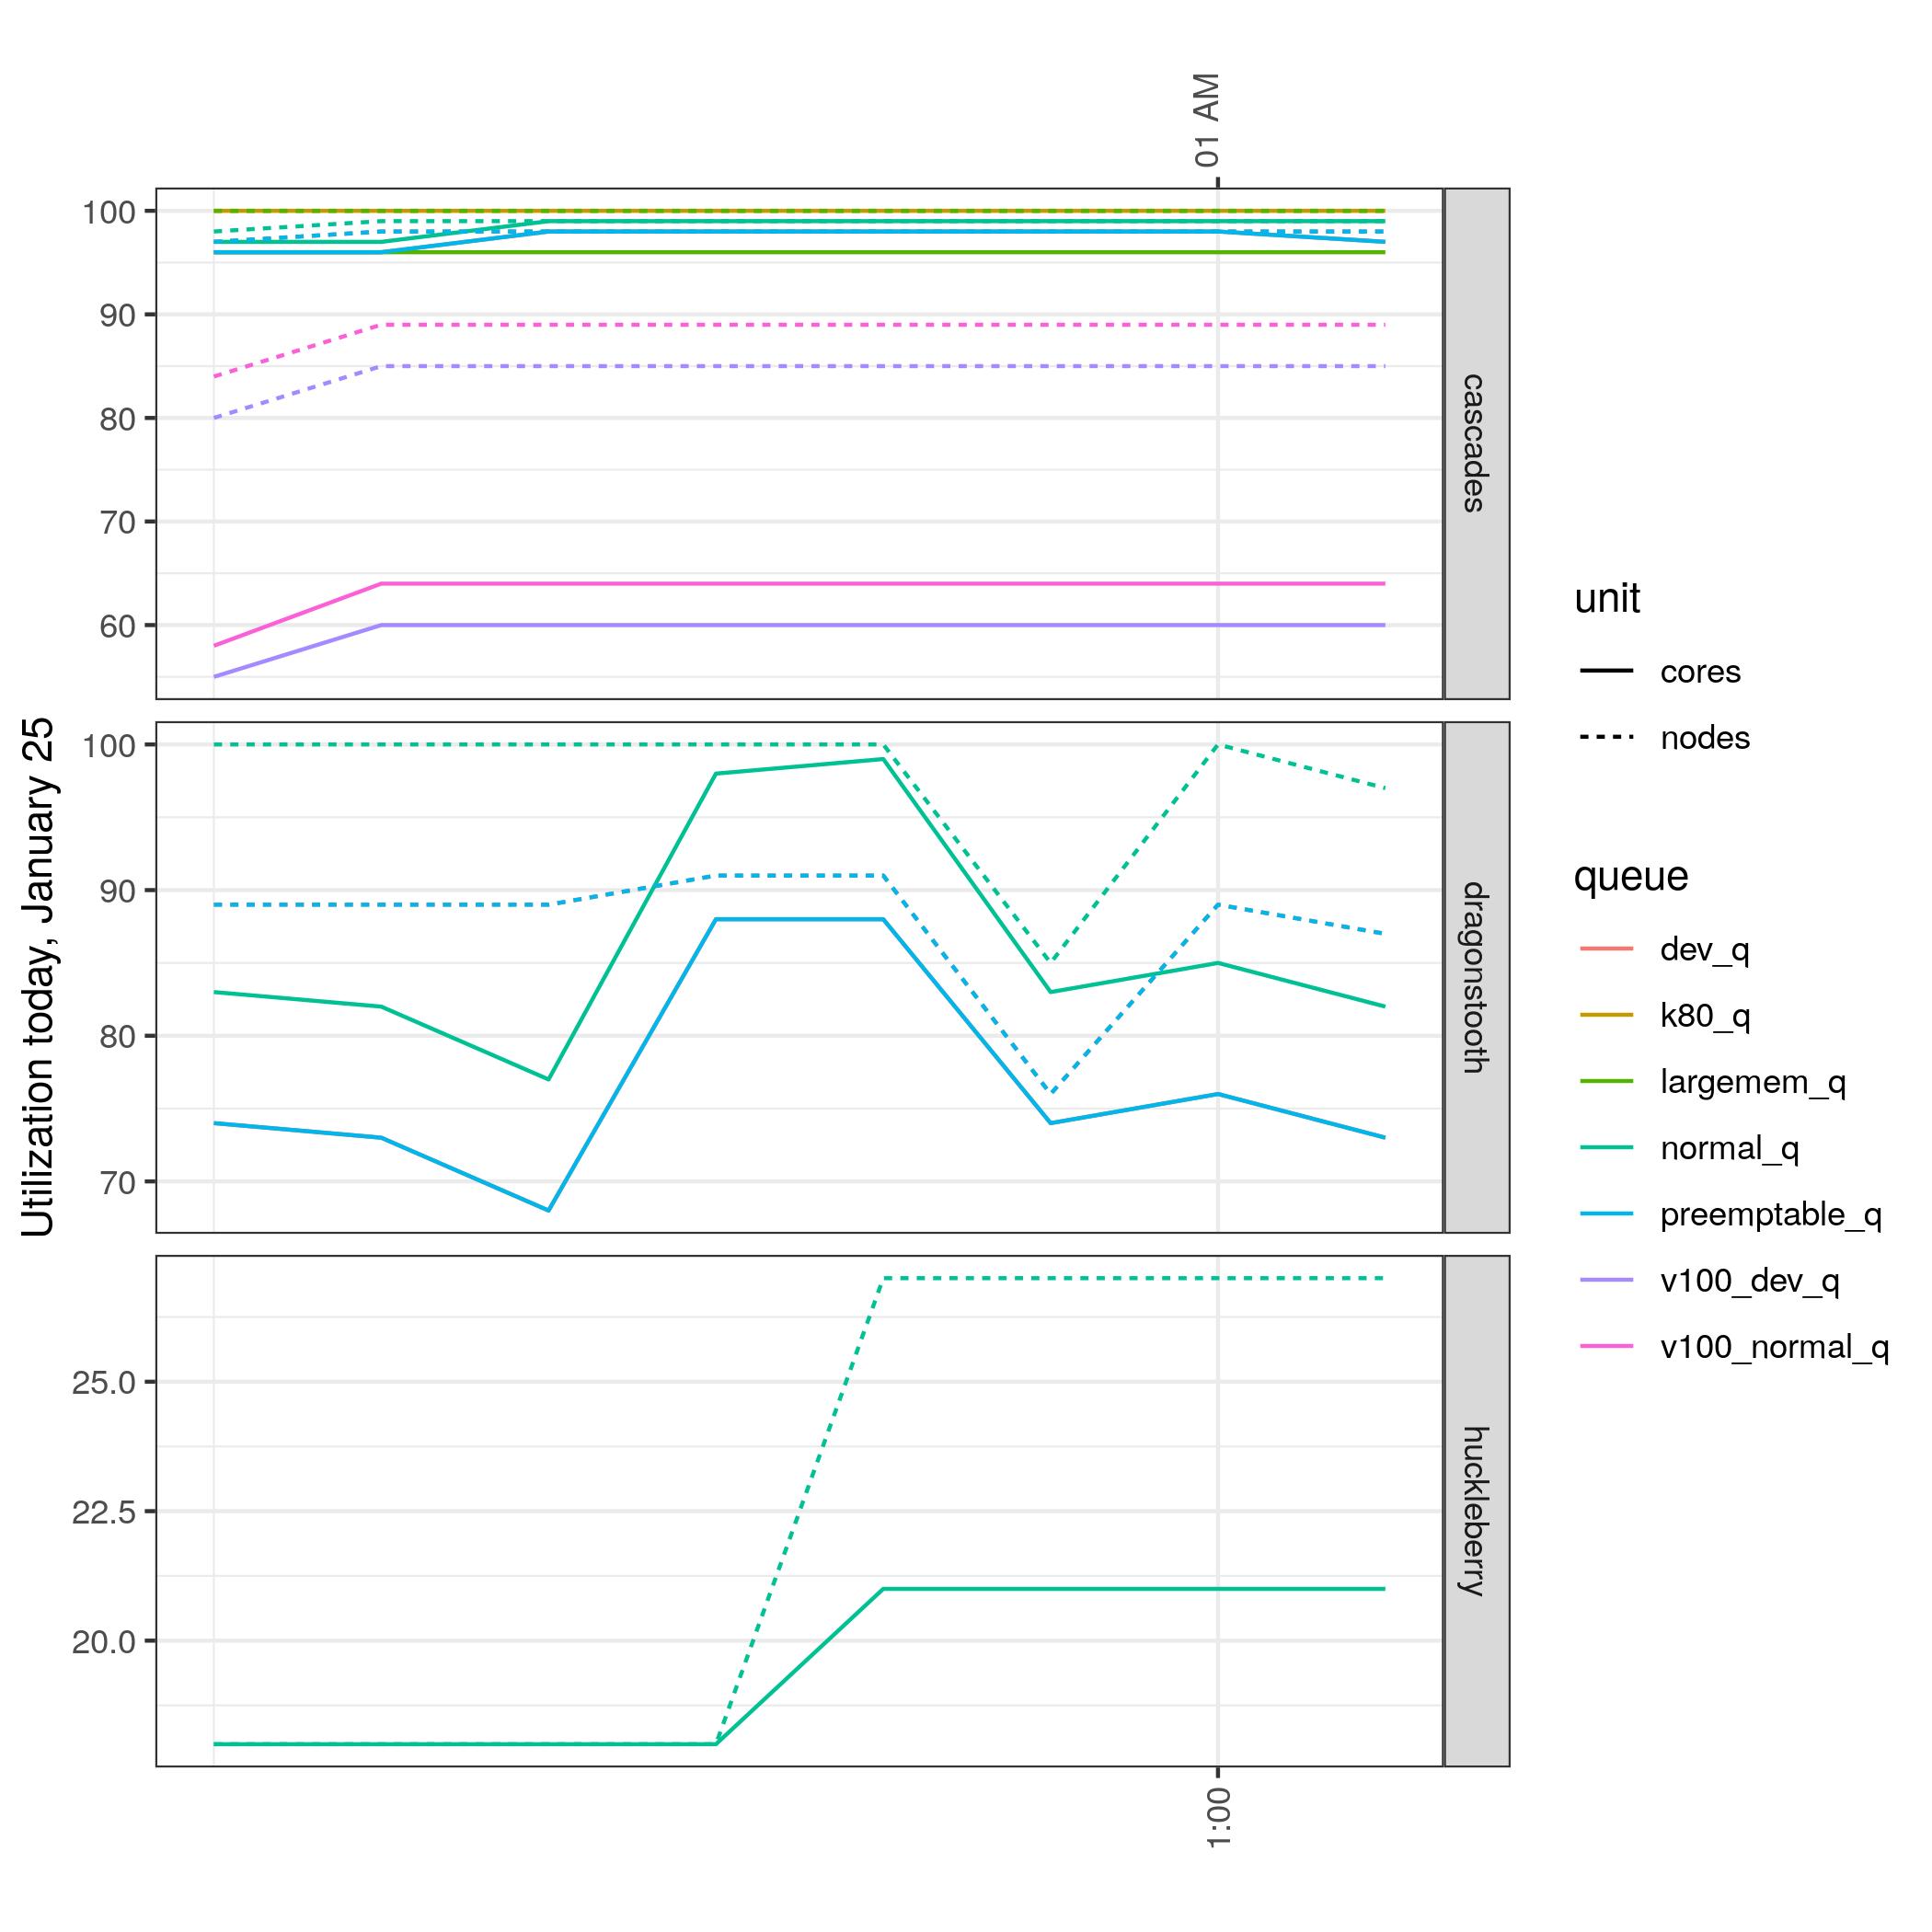 01 AM
100
90
80
70
60
cascades
Utilization today, January 25
100
90
80
70
dragonstooth
25.0
22.5
20.0
huckleberry
1:00
unit
cores
nodes
queue
dev_q
k80_q
largemem_q
normal_q
preemptable_q
v100_dev_q
v100_normal_q